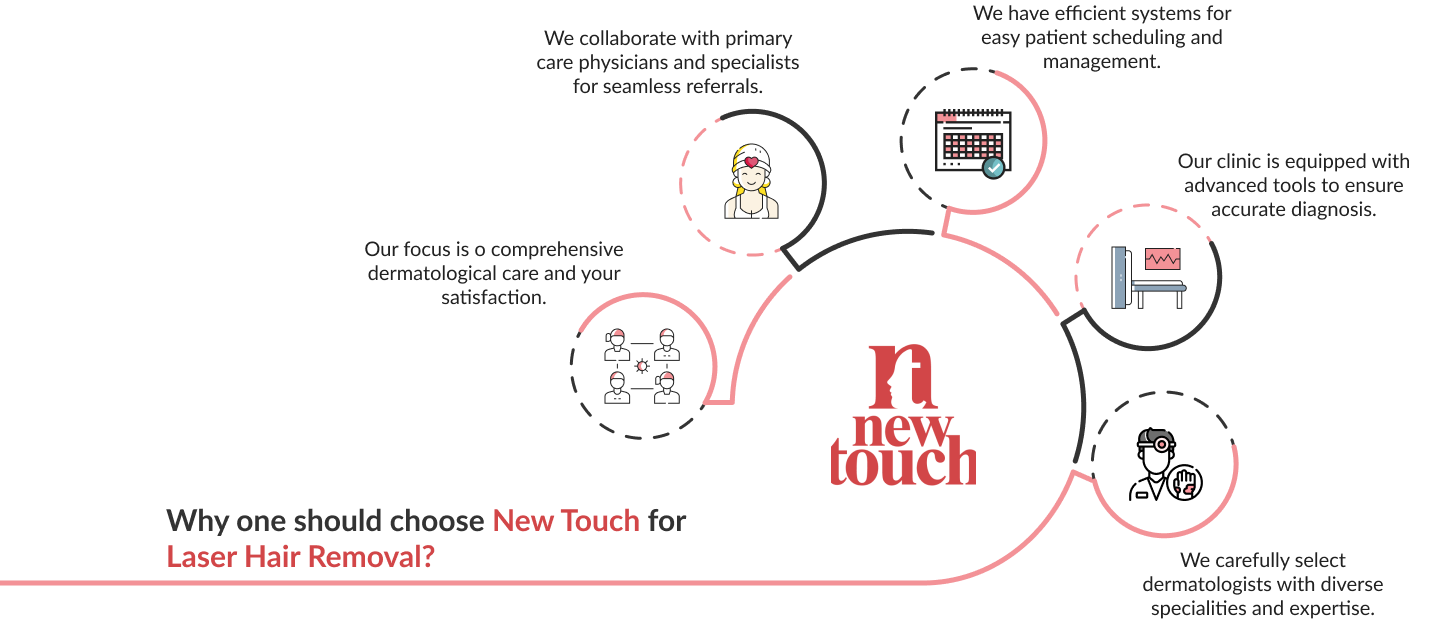 We have efficient systems for
easy patient scheduling and
management.
We collaborate with primary
care physicians and specialists
for seamless referrals.
Our clinic is equipped with
advanced tools to ensure
accurate diagnosis.
Our focus is o comprehensive
dermatological care and your
satisfaction.
n
new
touch
Why one should choose New Touch for
Laser Hair Removal?
We carefully select
dermatologists with diverse
specialities and expertise.